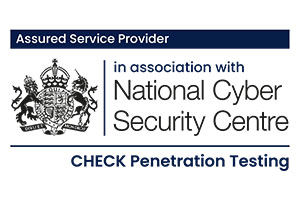 Assured Service Provider
in association with
National Cyber
Security Centre
CHECK Penetration Testing